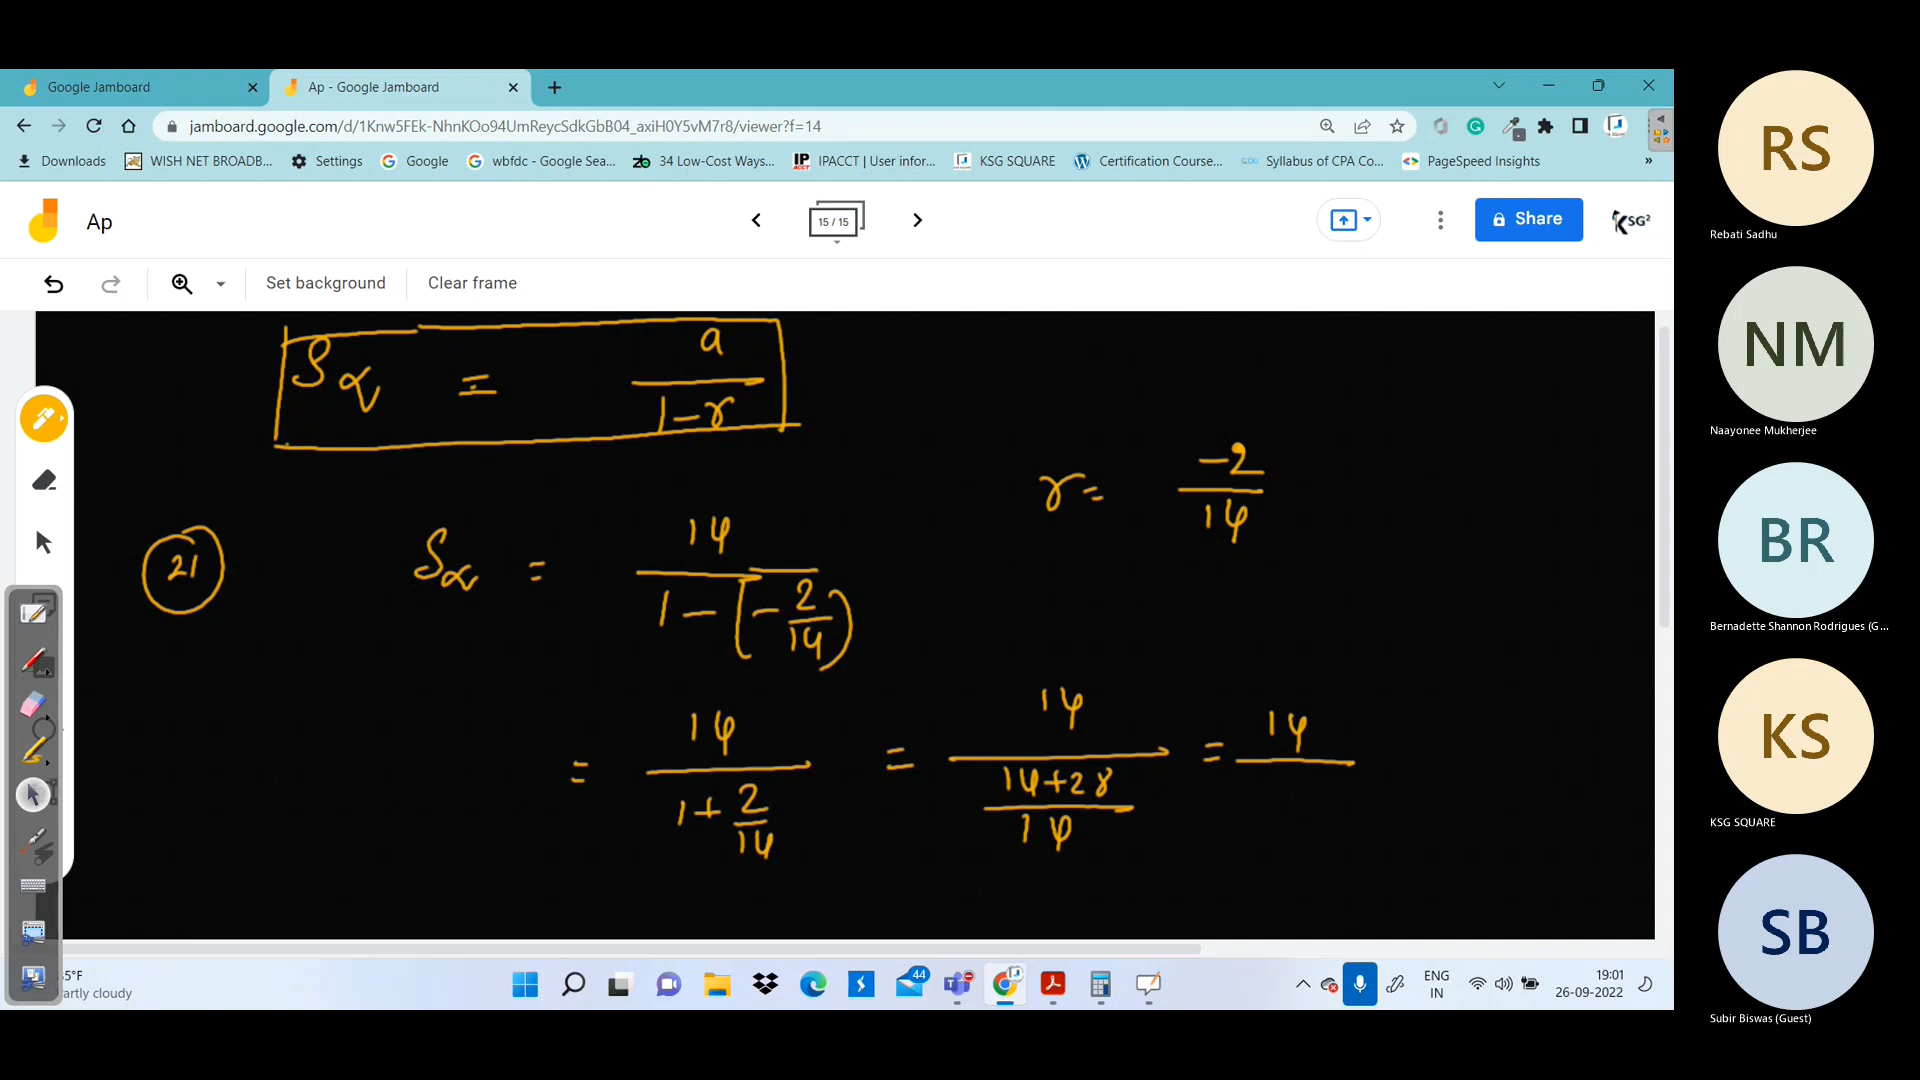 Google Jamboard
Ap - Google Jamboard
jamboard.google.com/d/1Knw5FEk-NhnKOo94UmReycSdkGbB04_axiH0Y5vM7r8/viewer?f=14
Downloads WISH NET BROADB... Settings Google wbfdc - Google Sea... 34 Low-Cost Ways... IPACCT | User infor... KSG SQUARE Certification Course... Syllabus of CPA Co... PageSpeed Insights »
Ap
15 / 15
Share
KSG²
Set background Clear frame
S∝ = a/(1-r)
r = -2/14
21
S∝ = 14/(1-(-2/14))
= 14/(1+2/14) = 14/((14+28)/14) = 14
5°F
artly cloudy
44
ENG
IN
19:01
26-09-2022
RS
Rebati Sadhu
NM
Naayonee Mukherjee
BR
Bernadette Shannon Rodrigues (G...
KS
KSG SQUARE
SB
Subir Biswas (Guest)